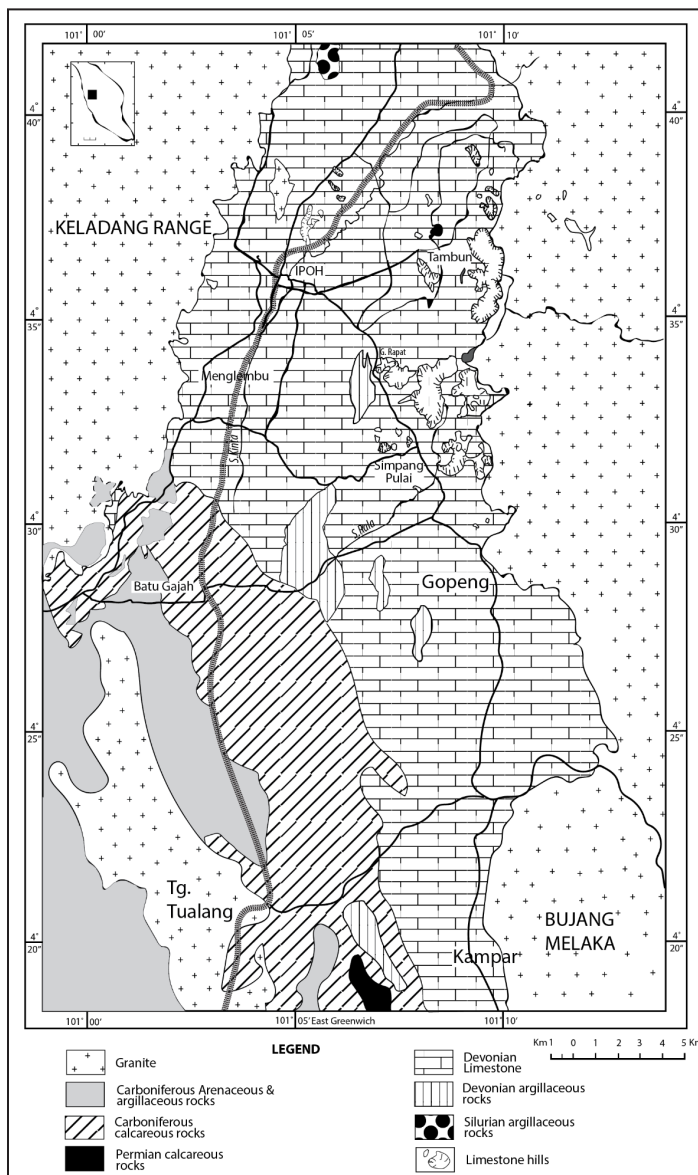 101° 00'
101° 05'
101° 10'
4°
40"
4°
40"
KELADANG RANGE
Tambun
IPOH
4°
35"
4°
35"
G. Rapat
Menglembu
S. Kinta
Simpang
Pulai
4°
30"
4°
30"
S. Raia
Gopeng
Batu Gajah
4°
25"
4°
25"
Tg.
Tualang
BUJANG
MELAKA
4°
20"
4°
20"
Kampar
101° 00'
101° 05' East Greenwich
101° 10'
LEGEND
Km 1 0 1 2 3 4 5 Km
Granite
Carboniferous Arenaceous &
argillaceous rocks
Carboniferous
calcareous rocks
Permian calcareous
rocks
Devonian
Limestone
Devonian argillaceous
rocks
Silurian argillaceous
rocks
Limestone hills